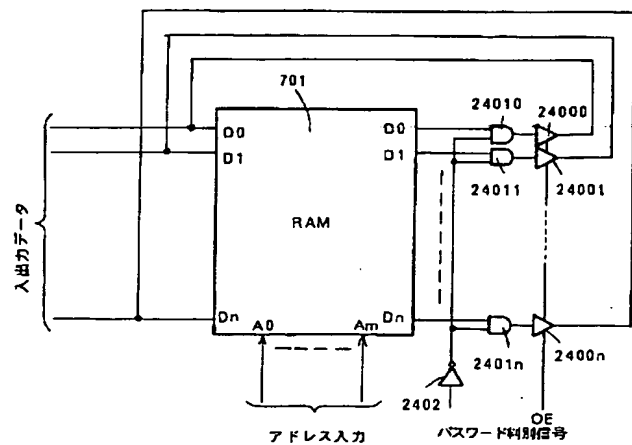 701
24010
24000
D0
D0
D1
D1
24011
24001
RAM
入出力データ
Dn
Dn
A0
Am
2401n
2400n
2402
OE
パスワード判別信号
アドレス入力